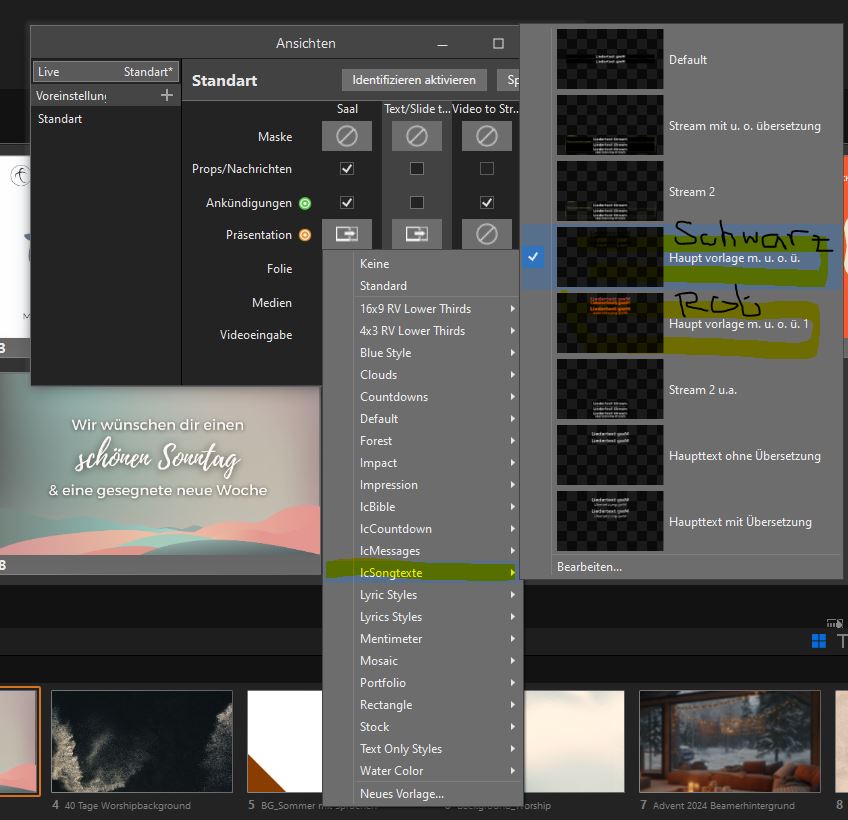 Ansichten
Live Standart*
Voreinstellun
Standart
Standart
Identifizieren aktivieren
Sp
Saal Text/Slide t... Video to Str..
Maske
Props/Nachrichten
Ankündigungen
Präsentation
Folie
Medien
Videoeingabe
Keine
Standard
16x9 RV Lower Thirds
4x3 RV Lower Thirds
Blue Style
Clouds
Countdowns
Default
Forest
Impact
Impression
IcBible
IcCountdown
IcMessages
IcSongtexte
Lyric Styles
Lyrics Styles
Mentimeter
Mosaic
Portfolio
Rectangle
Stock
Text Only Styles
Water Color
Neues Vorlage...
Default
Stream mit u. o. übersetzung
Stream 2
Schwarz
Haupt vorlage m. u. o. ü.
Rot
Haupt vorlage m. u. o. ü. 1
Stream 2 u.a.
Haupttext ohne Übersetzung
Haupttext mit Übersetzung
Bearbeiten...
3
Wir wünschen dir einen
schönen Sonntag
& eine gesegnete neue Woche
8
4 40 Tage Worshipbackground
5 BG_Sommer mit
7 Advent 2024 Beamerhintergrund
8